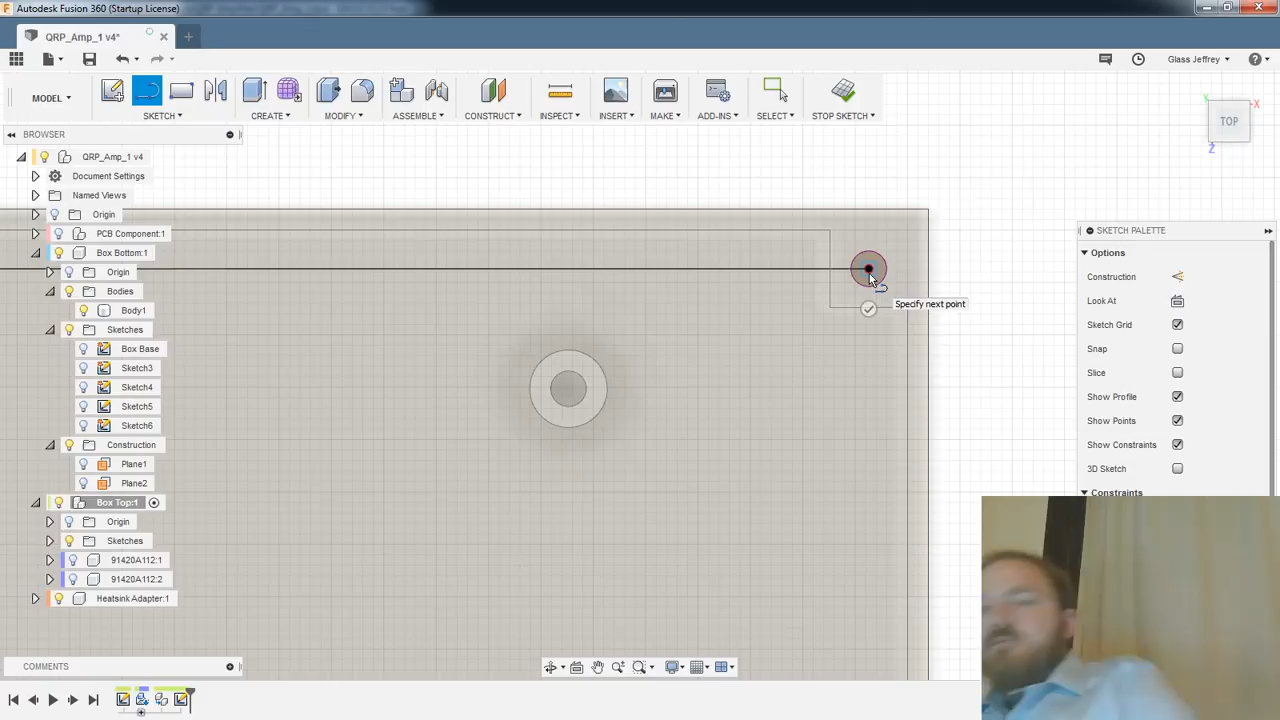 Autodesk Fusion 360 (Startup License)
QRP_Amp_1 v4*
Glass Jeffrey
MODEL
SKETCH
CREATE
MODIFY
ASSEMBLE
CONSTRUCT
INSPECT
INSERT
MAKE
ADD-INS
SELECT
STOP SKETCH
BROWSER
QRP_Amp_1 v4
Document Settings
Named Views
Origin
PCB Component:1
Box Bottom:1
Origin
Bodies
Body1
Sketches
Box Base
Sketch3
Sketch4
Sketch5
Sketch6
Construction
Plane1
Plane2
Box Top:1
Origin
Sketches
91420A112:1
91420A112:2
Heatsink Adapter:1
COMMENTS
Specify next point
Y
X
TOP
Z
SKETCH PALETTE
Options
Construction
Look At
Sketch Grid
Snap
Slice
Show Profile
Show Points
Show Constraints
3D Sketch
Constraints